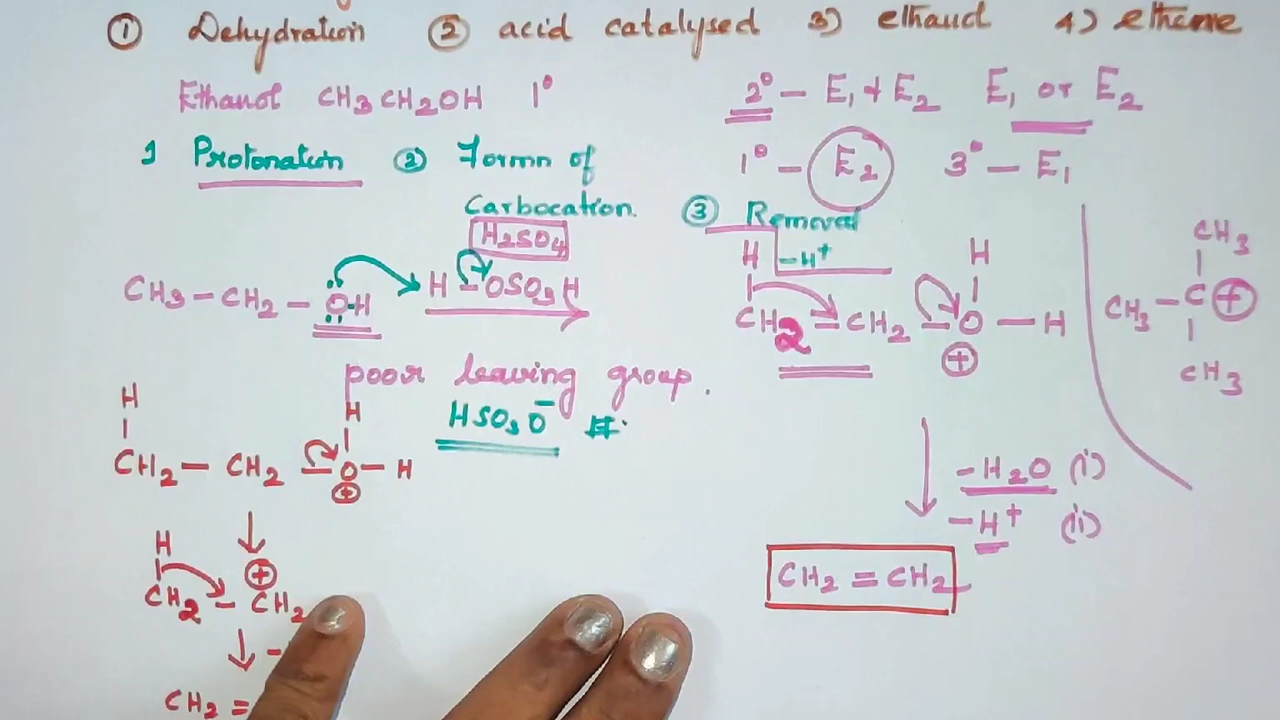 ① Dehydration ② acid catalysed 3) ethanol 4) ethene
Ethanol CH3CH2OH 1°
2° – E1 + E2 E1 or E2
1 Protonation ② Formn of
Carbocation.
1° – E2 3° – E1
③ Removal
–H+
H2SO4
CH3 – CH2 – OH H – OSO3H
H H
CH2 = CH2 – O – H
+
CH3
CH3 – C +
CH3
poor leaving group.
HSO3O–
H H
CH2 – CH2 – O – H
+
–H2O (i)
–H+ (ii)
CH2 = CH2
H +
CH2 – CH2
–
CH2 =